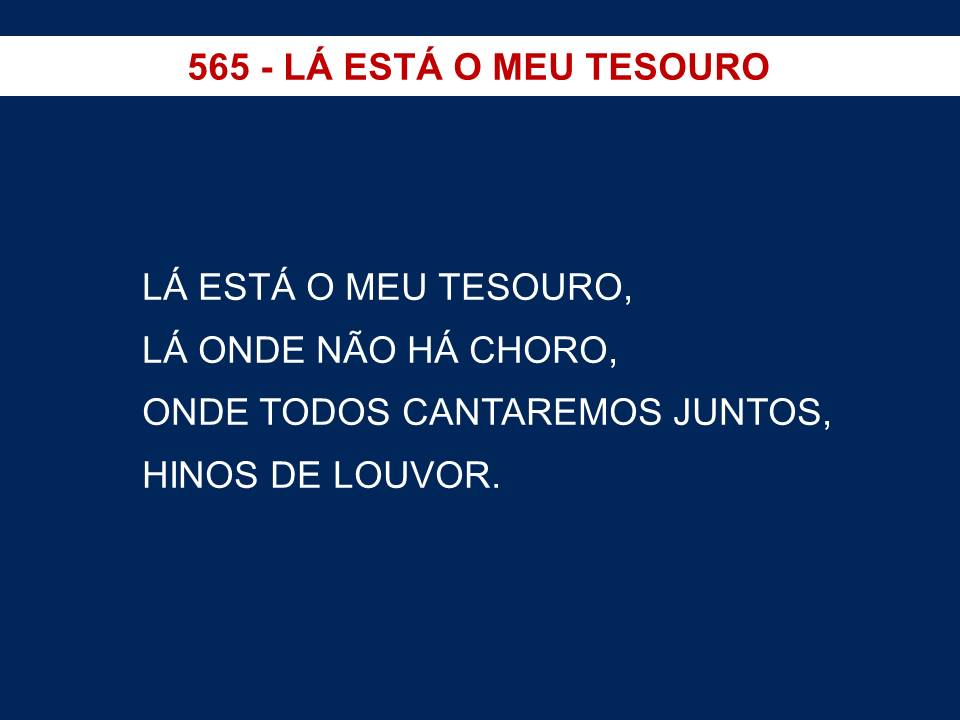 565 - LÁ ESTÁ O MEU TESOURO
LÁ ESTÁ O MEU TESOURO,
LÁ ONDE NÃO HÁ CHORO,
ONDE TODOS CANTAREMOS JUNTOS,
HINOS DE LOUVOR.